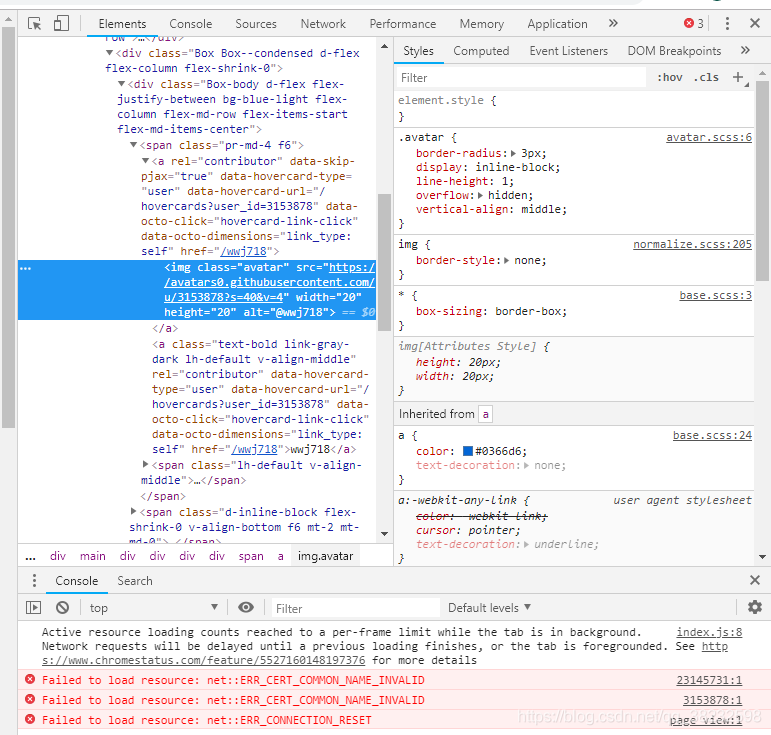 Elements Console Sources Network Performance Memory Application » 3
row">…</div>
▼<div class="Box Box--condensed d-flex
flex-column flex-shrink-0">
▼<div class="Box-body d-flex flex-
justify-between bg-blue-light flex-
column flex-md-row flex-items-start
flex-md-items-center">
▼<span class="pr-md-4 f6">
▼<a rel="contributor" data-skip-
pjax="true" data-hovercard-type=
"user" data-hovercard-url="/
hovercards?user_id=3153878" data-
octo-click="hovercard-link-click"
data-octo-dimensions="link_type:
self" href="/wwj718">
… <img class="avatar" src="https:/
/avatars0.githubusercontent.com/
u/3153878?s=40&v=4" width="20"
height="20" alt="@wwj718"> == $0
</a>
<a class="text-bold link-gray-
dark lh-default v-align-middle"
rel="contributor" data-hovercard-
type="user" data-hovercard-url="/
hovercards?user_id=3153878" data-
octo-click="hovercard-link-click"
data-octo-dimensions="link_type:
self" href="/wwj718">wwj718</a>
▶<span class="lh-default v-align-
middle">…</span>
</span>
▶<span class="d-inline-block flex-
shrink-0 v-align-bottom f6 mt-2 mt-
md-0">…</span>
... div main div div div div span a img.avatar
Styles Computed Event Listeners DOM Breakpoints »
Filter :hov .cls +
element.style {
}
.avatar { avatar.scss:6
border-radius:▶3px;
display: inline-block;
line-height: 1;
overflow:▶hidden;
vertical-align: middle;
}
img { normalize.scss:205
border-style:▶none;
}
* { base.scss:3
box-sizing: border-box;
}
img[Attributes Style] {
height: 20px;
width: 20px;
}
Inherited from a
a { base.scss:24
color: #0366d6;
text-decoration:▶none;
}
a:-webkit-any-link { user agent stylesheet
color: -webkit-link;
cursor: pointer;
text-decoration:▶underline;
}
Console Search
top ▼ Filter Default levels ▼
Active resource loading counts reached to a per-frame limit while the tab is in background. index.js:8
Network requests will be delayed until a previous loading finishes, or the tab is foregrounded. See http
s://www.chromestatus.com/feature/5527160148197376 for more details
Failed to load resource: net::ERR_CERT_COMMON_NAME_INVALID 23145731:1
Failed to load resource: net::ERR_CERT_COMMON_NAME_INVALID 3153878:1
Failed to load resource: net::ERR_CONNECTION_RESET page_view:1